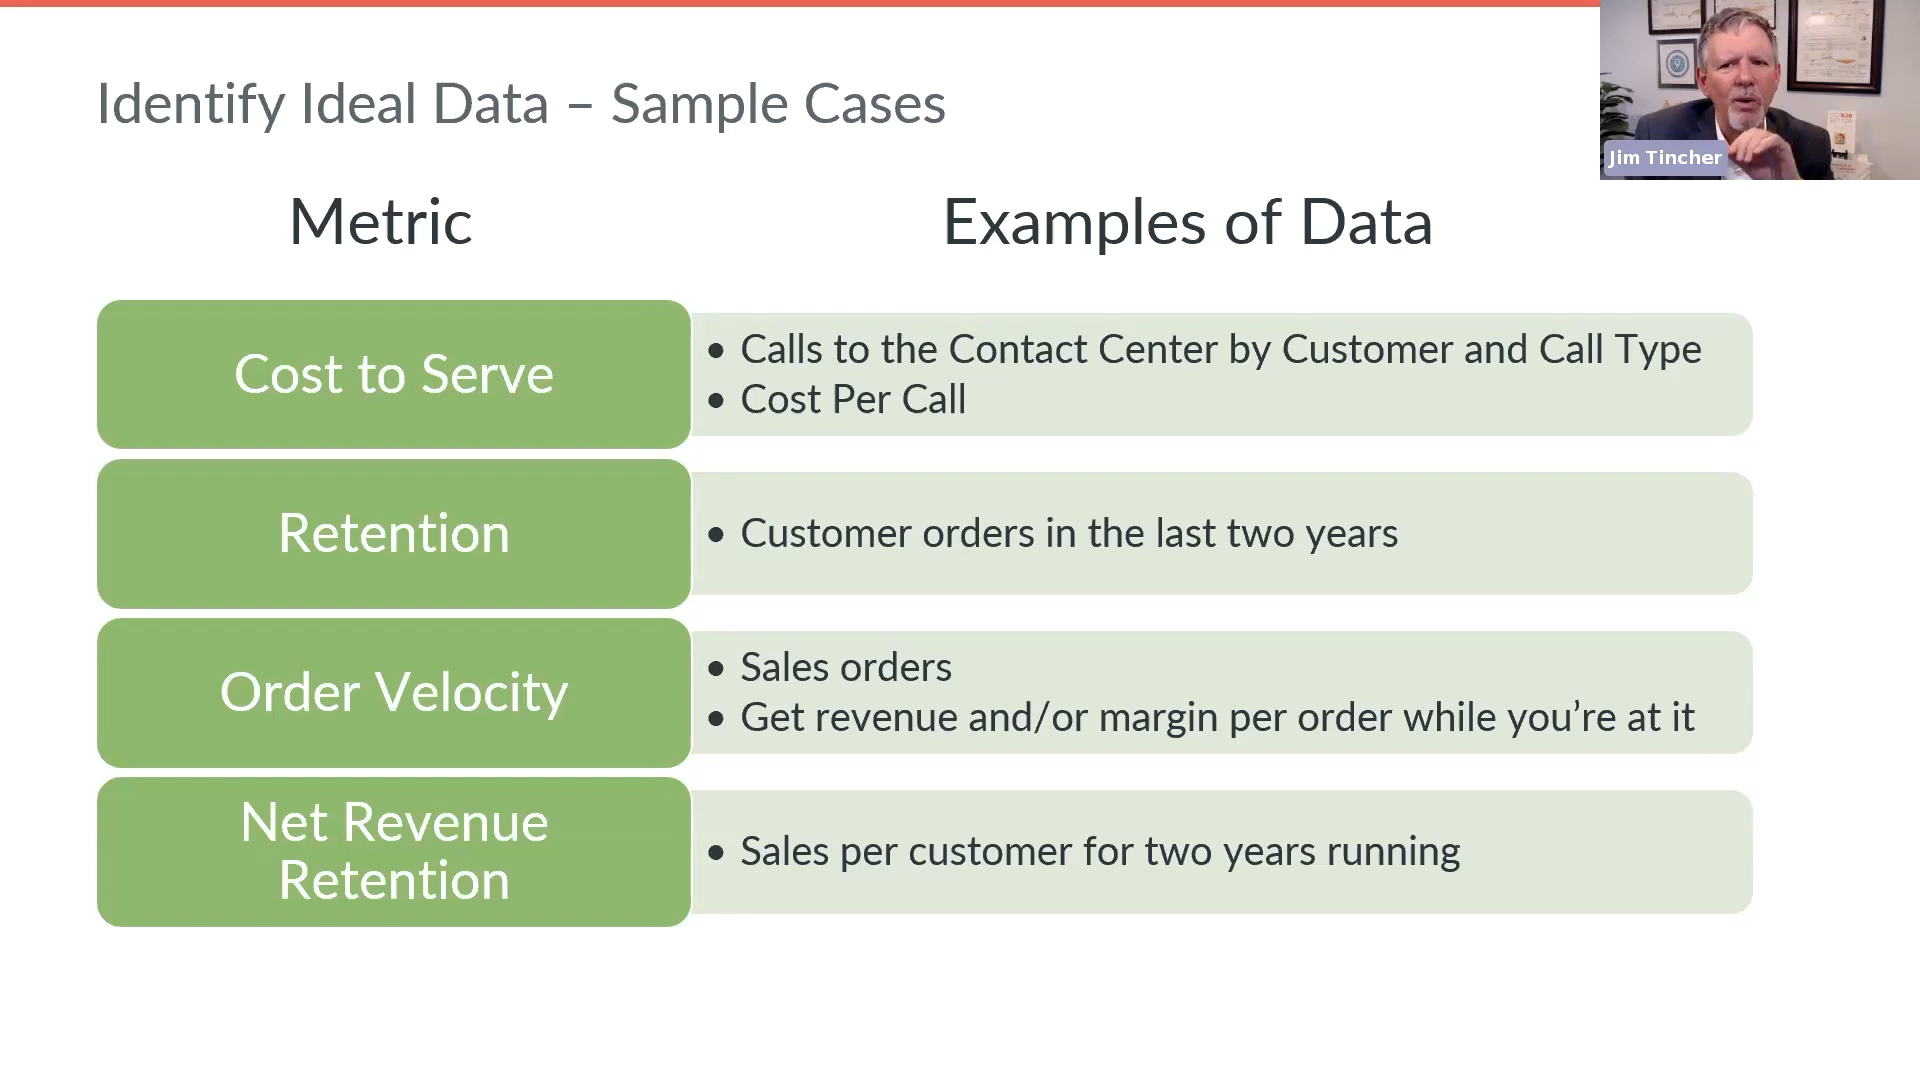 Identify Ideal Data – Sample Cases
Jim Tincher
Metric
Examples of Data
Cost to Serve
• Calls to the Contact Center by Customer and Call Type
• Cost Per Call
Retention
• Customer orders in the last two years
Order Velocity
• Sales orders
• Get revenue and/or margin per order while you’re at it
Net Revenue
Retention
• Sales per customer for two years running